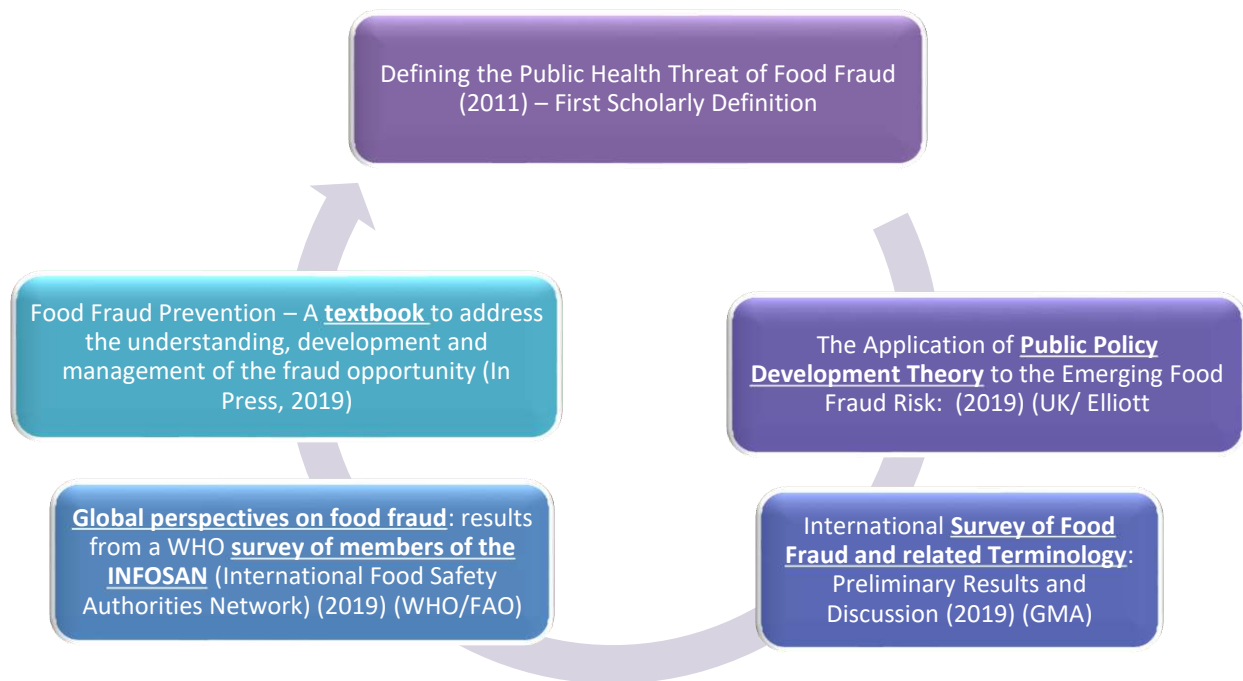 Defining the Public Health Threat of Food Fraud
(2011) – First Scholarly Definition
The Application of Public Policy
Development Theory to the Emerging Food
Fraud Risk:  (2019) (UK/ Elliott
International Survey of Food
Fraud and related Terminology:
Preliminary Results and
Discussion (2019) (GMA)
Global perspectives on food fraud: results
from a WHO survey of members of the
INFOSAN (International Food Safety
Authorities Network) (2019) (WHO/FAO)
Food Fraud Prevention – A textbook to address
the understanding, development and
management of the fraud opportunity (In
Press, 2019)